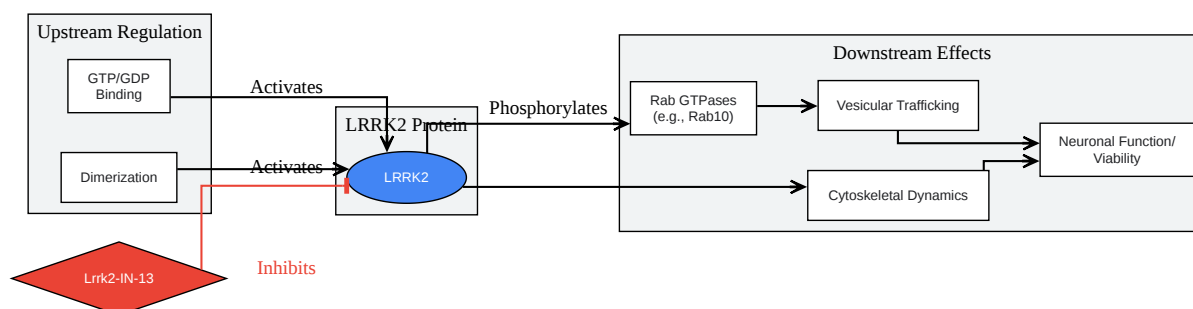 Upstream Regulation
GTP/GDP
Binding
Activates
Dimerization
Activates
LRRK2 Protein
LRRK2
Lrrk2-IN-13
Inhibits
Phosphorylates
Downstream Effects
Rab GTPases
(e.g., Rab10)
Vesicular Trafficking
Cytoskeletal Dynamics
Neuronal Function/
Viability